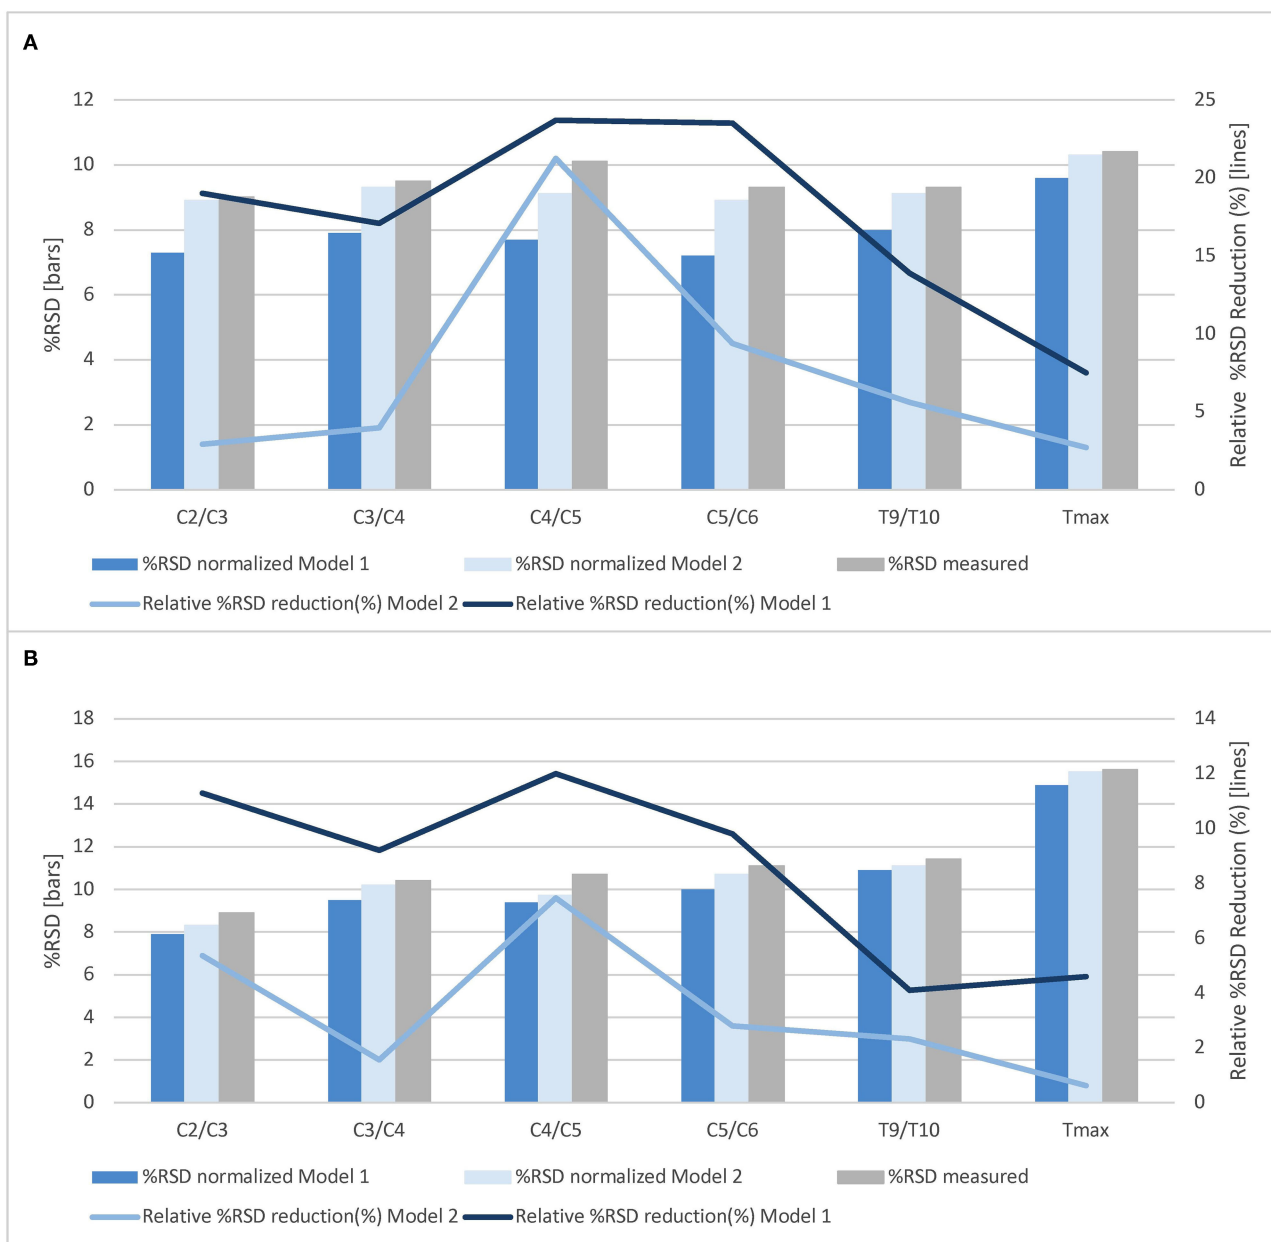 A
12
10
8
6
4
2
0
%RSD [bars]
25
20
15
10
5
0
Relative %RSD Reduction (%) [lines]
C2/C3 C3/C4 C4/C5 C5/C6 T9/T10 Tmax
%RSD normalized Model 1 %RSD normalized Model 2 %RSD measured
Relative %RSD reduction(%) Model 2 Relative %RSD reduction(%) Model 1
B
18
16
14
12
10
8
6
4
2
0
%RSD [bars]
14
12
10
8
6
4
2
0
Relative %RSD Reduction (%) [lines]
C2/C3 C3/C4 C4/C5 C5/C6 T9/T10 Tmax
%RSD normalized Model 1 %RSD normalized Model 2 %RSD measured
Relative %RSD reduction(%) Model 2 Relative %RSD reduction(%) Model 1